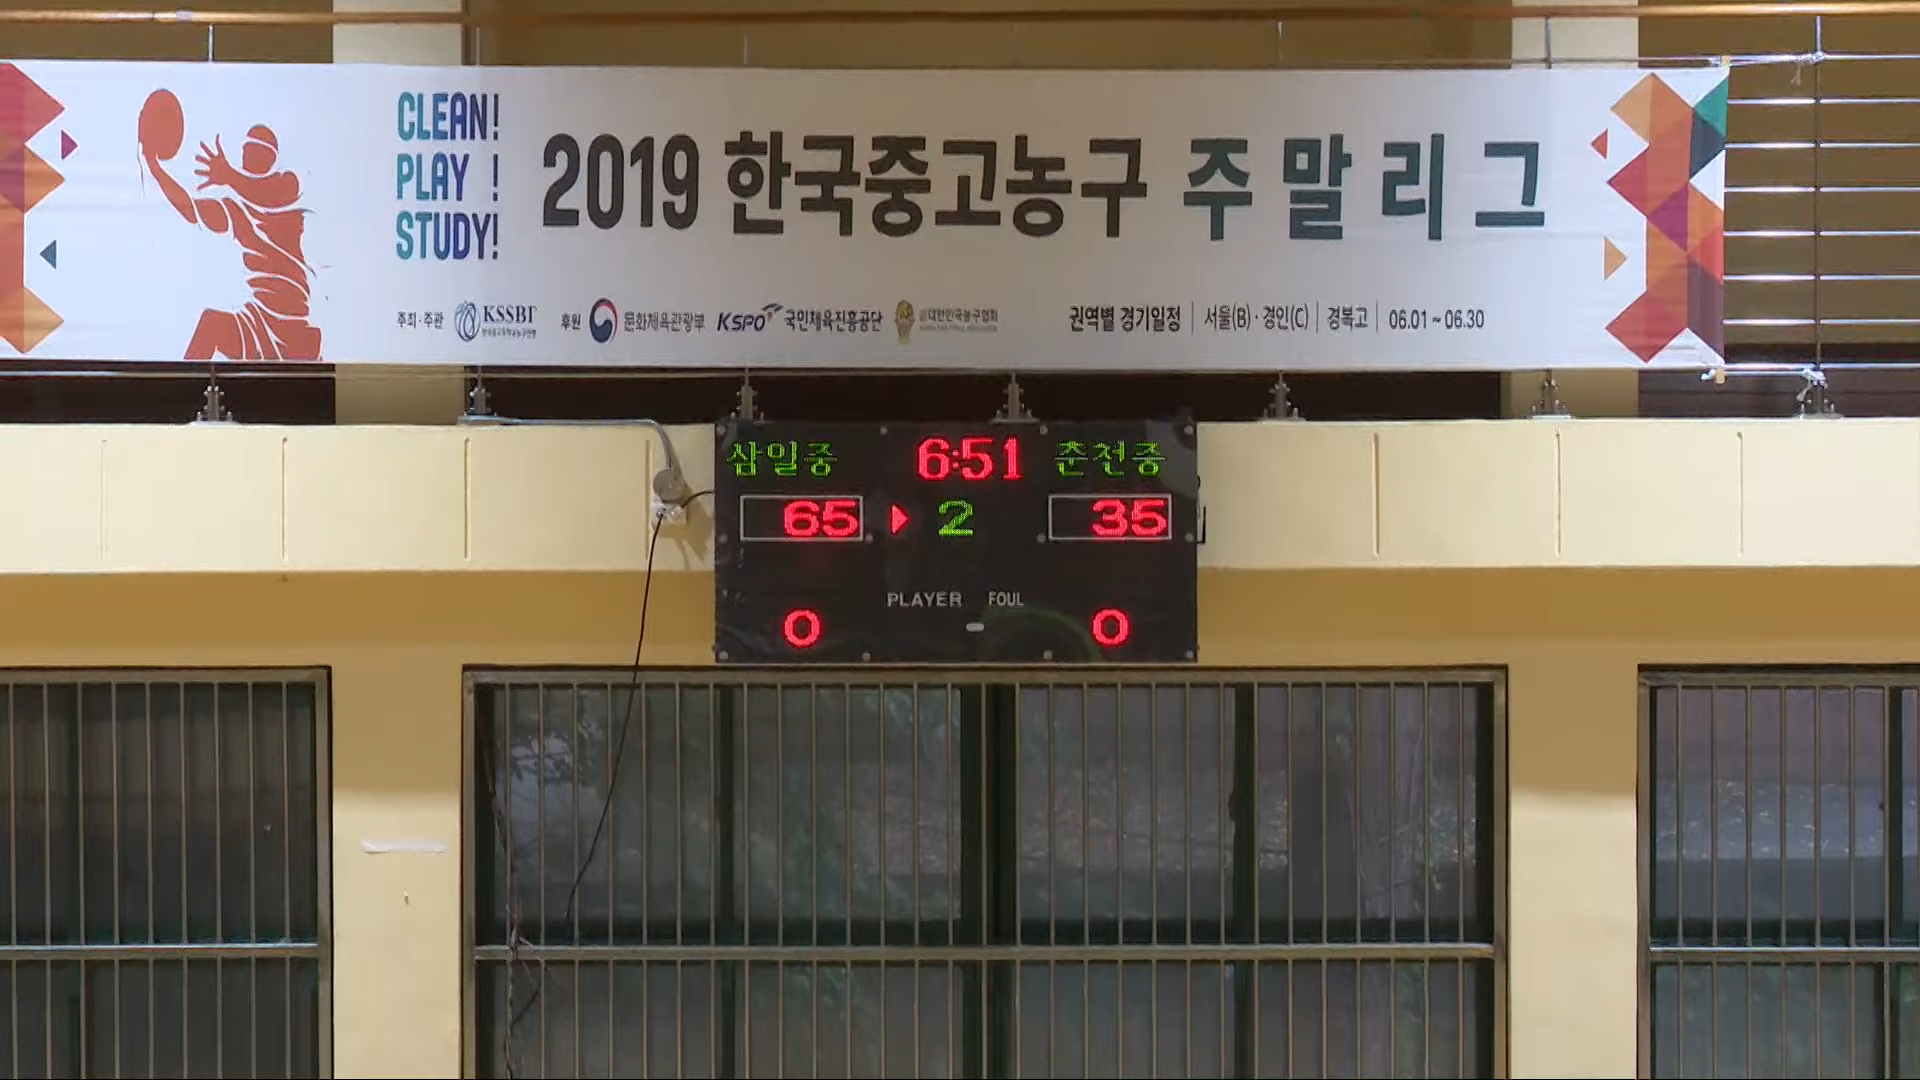 CLEAN!
PLAY !
STUDY!
2019 한국중고농구 주말리그
주최·주관 KSSBF 후원 문화체육관광부 KSPO 국민체육진흥공단 대한민국농구협회 권역별 경기일정 서울(B)·경인(C) 경복고 06.01 ~ 06.30
삼일중 6:51 춘천중
65 2 35
PLAYER FOUL
0 0